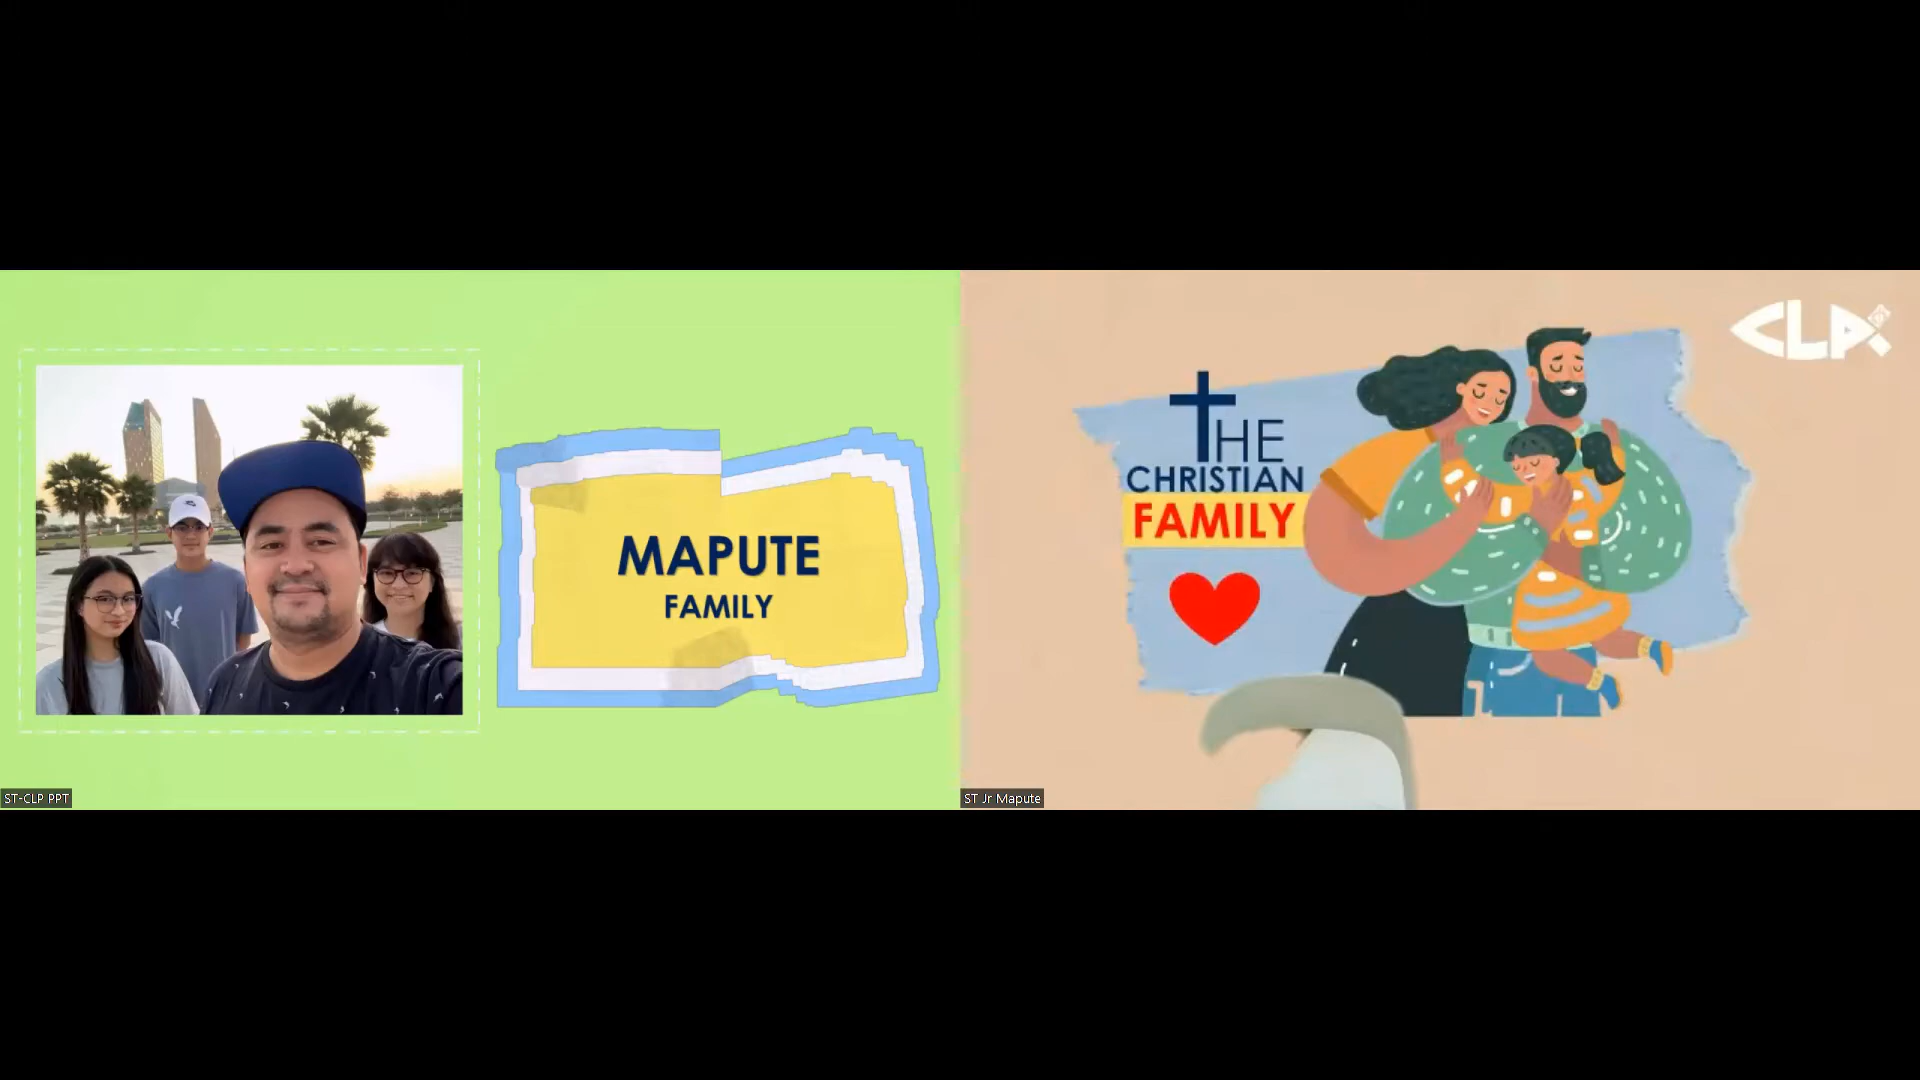 MAPUTE
FAMILY
ST-CLP PPT
CLP
THE
CHRISTIAN
FAMILY
ST Jr Mapute